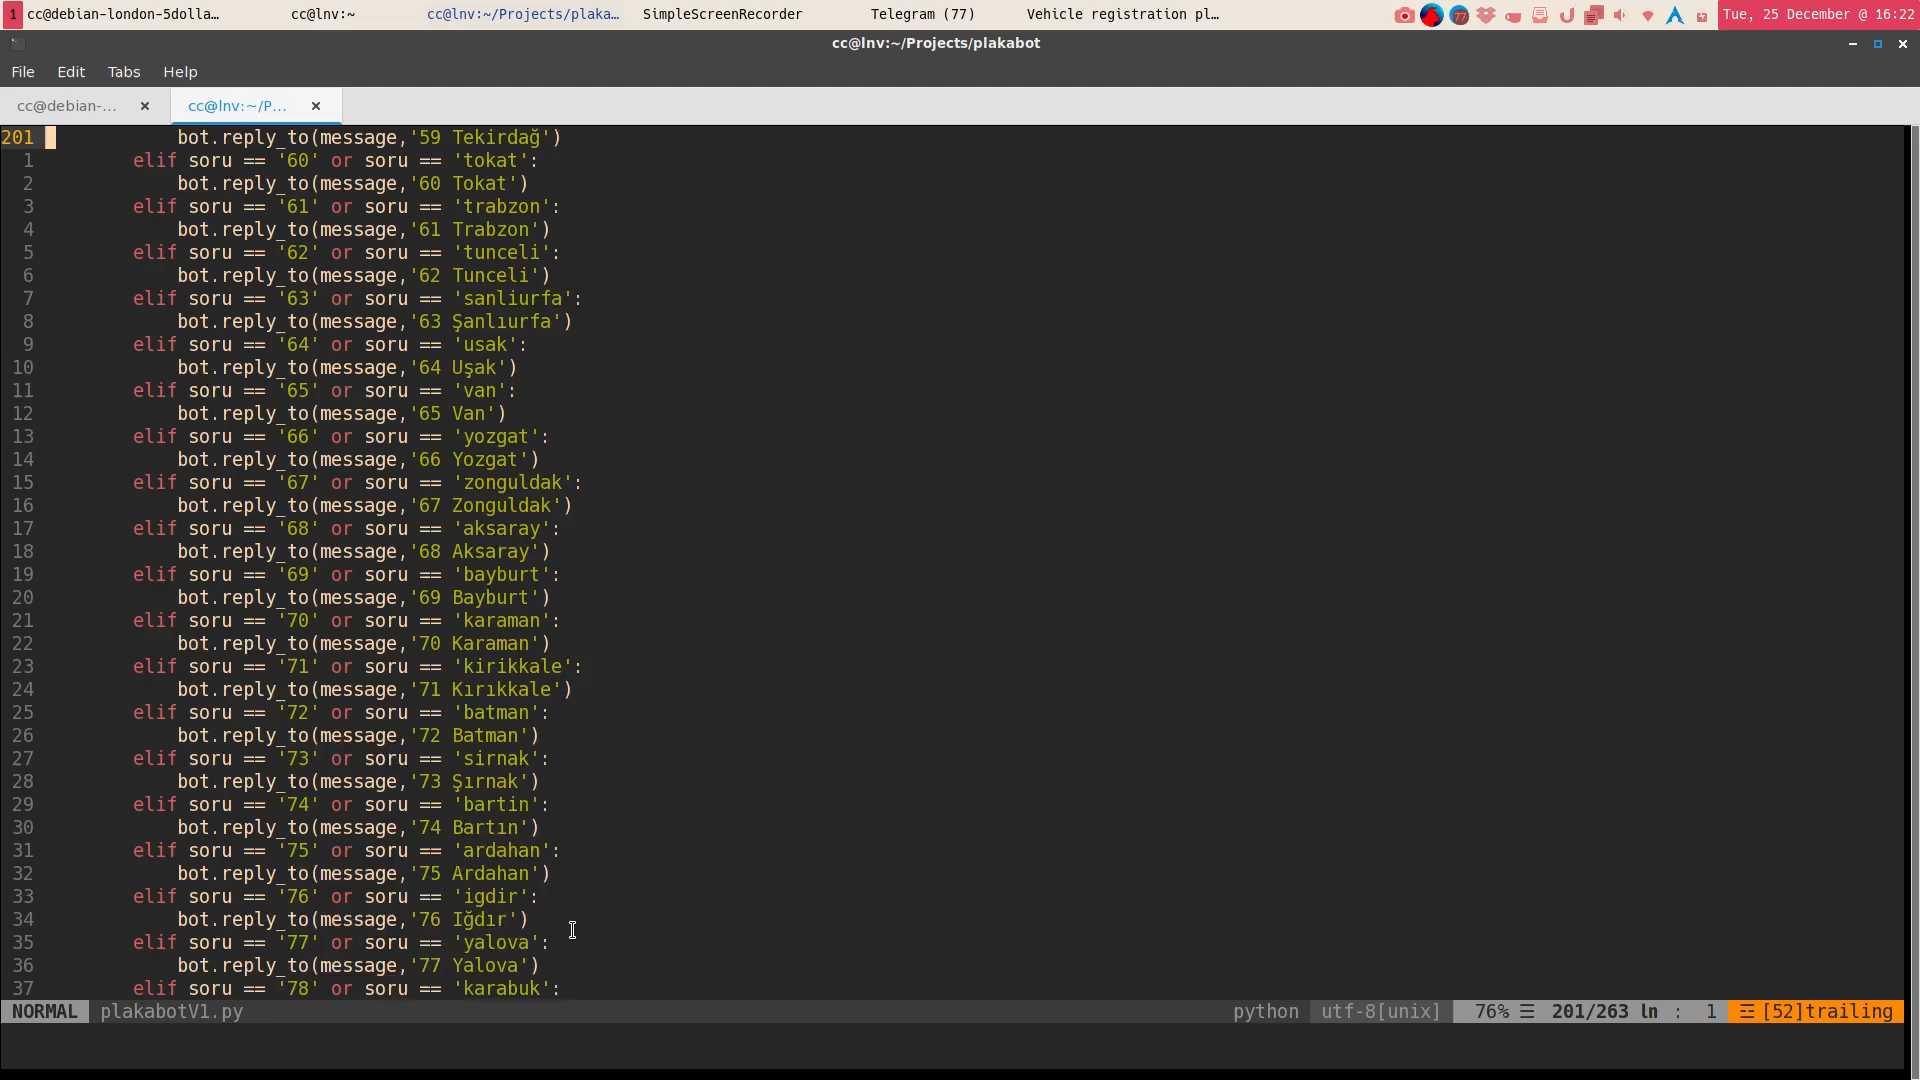 1 cc@debian-london-5dolla… cc@lnv:~ cc@lnv:~/Projects/plaka… SimpleScreenRecorder Telegram (77) Vehicle registration pl… 77 Tue, 25 December @ 16:22
cc@lnv:~/Projects/plakabot
File Edit Tabs Help
cc@debian-… cc@lnv:~/P…
201 bot.reply_to(message,'59 Tekirdağ')
1 elif soru == '60' or soru == 'tokat':
2 bot.reply_to(message,'60 Tokat')
3 elif soru == '61' or soru == 'trabzon':
4 bot.reply_to(message,'61 Trabzon')
5 elif soru == '62' or soru == 'tunceli':
6 bot.reply_to(message,'62 Tunceli')
7 elif soru == '63' or soru == 'sanliurfa':
8 bot.reply_to(message,'63 Şanlıurfa')
9 elif soru == '64' or soru == 'usak':
10 bot.reply_to(message,'64 Uşak')
11 elif soru == '65' or soru == 'van':
12 bot.reply_to(message,'65 Van')
13 elif soru == '66' or soru == 'yozgat':
14 bot.reply_to(message,'66 Yozgat')
15 elif soru == '67' or soru == 'zonguldak':
16 bot.reply_to(message,'67 Zonguldak')
17 elif soru == '68' or soru == 'aksaray':
18 bot.reply_to(message,'68 Aksaray')
19 elif soru == '69' or soru == 'bayburt':
20 bot.reply_to(message,'69 Bayburt')
21 elif soru == '70' or soru == 'karaman':
22 bot.reply_to(message,'70 Karaman')
23 elif soru == '71' or soru == 'kirikkale':
24 bot.reply_to(message,'71 Kırıkkale')
25 elif soru == '72' or soru == 'batman':
26 bot.reply_to(message,'72 Batman')
27 elif soru == '73' or soru == 'sirnak':
28 bot.reply_to(message,'73 Şırnak')
29 elif soru == '74' or soru == 'bartin':
30 bot.reply_to(message,'74 Bartın')
31 elif soru == '75' or soru == 'ardahan':
32 bot.reply_to(message,'75 Ardahan')
33 elif soru == '76' or soru == 'igdir':
34 bot.reply_to(message,'76 Iğdır')
35 elif soru == '77' or soru == 'yalova':
36 bot.reply_to(message,'77 Yalova')
37 elif soru == '78' or soru == 'karabuk':
NORMAL plakabotV1.py python utf-8[unix] 76% ☰ 201/263 ln : 1 ☲ [52]trailing